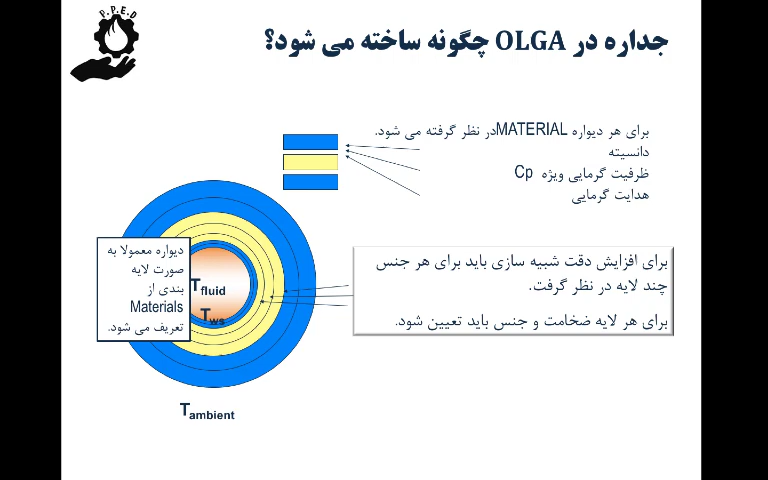 P.P.E.D
جداره در OLGA چگونه ساخته می شود؟
برای هر دیواره MATERIALدر نظر گرفته می شود.
دانسیته
ظرفیت گرمایی ویژه Cp
هدایت گرمایی
دیواره معمولا به
صورت لایه
بندی از
Materials
تعریف می شود.
Tfluid
Tws
برای افزایش دقت شبیه سازی باید برای هر جنس
چند لایه در نظر گرفت.
برای هر لایه ضخامت و جنس باید تعیین شود.
Tambient